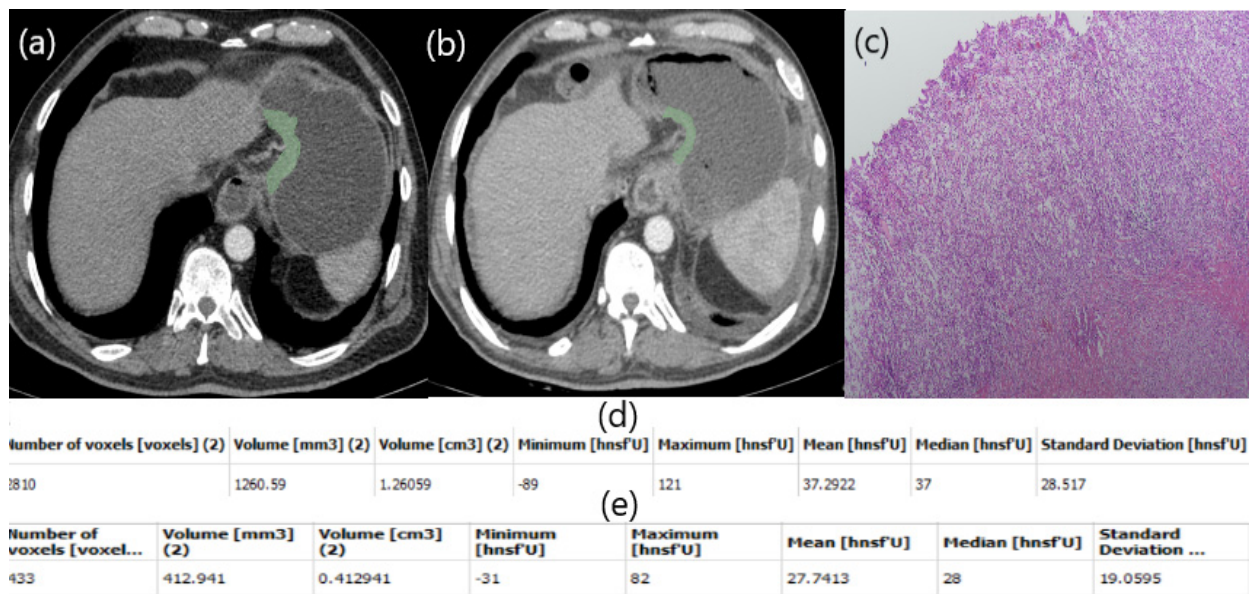 (a)
(b)
(c)
(d)
Number of voxels [voxels] (2) Volume [mm3] (2) Volume [cm3] (2) Minimum [hnsf'U] Maximum [hnsf'U] Mean [hnsf'U] Median [hnsf'U] Standard Deviation [hnsf'U]
2810 1260.59 1.26059 -89 121 37.2922 37 28.517
(e)
Number of Volume [mm3] Volume [cm3] Minimum Maximum Mean [hnsf'U] Median [hnsf'U] Standard
voxels [voxel... (2) (2) [hnsf'U] [hnsf'U] Deviation ...
433 412.941 0.412941 -31 82 27.7413 28 19.0595